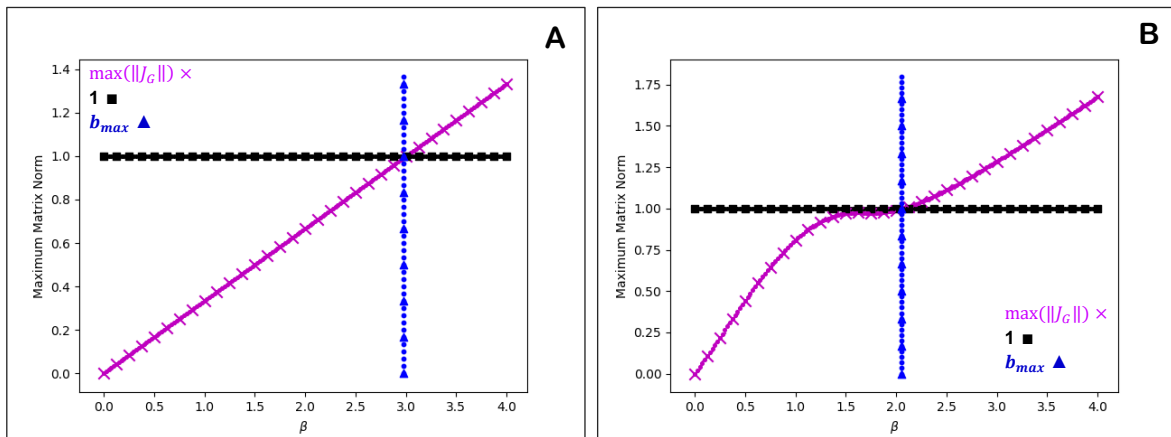 A
max(‖J_G‖) ×
1 ■
b_max ▲
Maximum Matrix Norm
1.4
1.2
1.0
0.8
0.6
0.4
0.2
0.0
0.0 0.5 1.0 1.5 2.0 2.5 3.0 3.5 4.0
β
B
Maximum Matrix Norm
1.75
1.50
1.25
1.00
0.75
0.50
0.25
0.00
max(‖J_G‖) ×
1 ■
b_max ▲
0.0 0.5 1.0 1.5 2.0 2.5 3.0 3.5 4.0
β